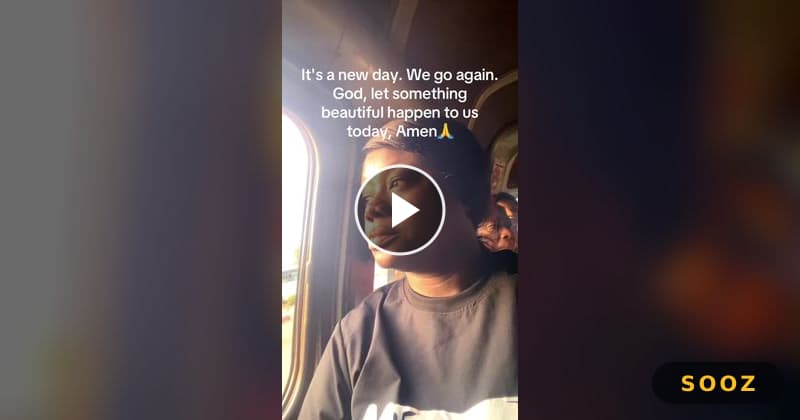 It's a new day. We go again.
God, let something
beautiful happen to us
today, Amen🙏
SOOZ